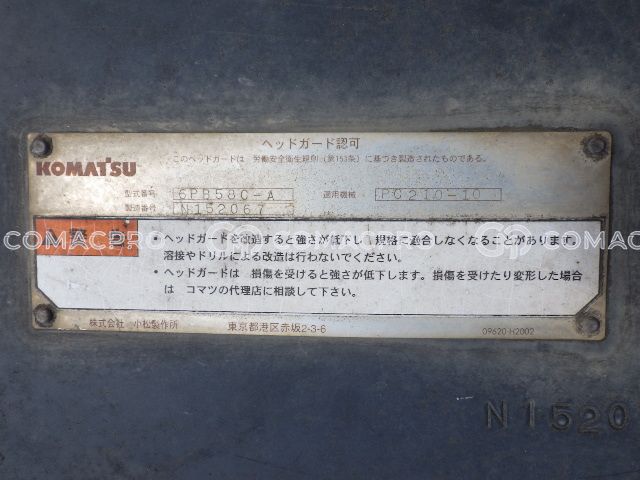 ヘッドガード認可
KOMATSU
このヘッドガードは 労働安全衛生規則（第153条）に基づき製造されたものである。
型式番号 6PB58C-A 適用機械 PC210-10
製造番号 N152067
注意
・ヘッドガードを改造すると強さが低下し、規格に適合しなくなることがあります。
溶接やドリルによる改造は行わないでください。
・ヘッドガードは 損傷を受けると強さが低下します。損傷を受けたり変形した場合
は コマツの代理店に相談して下さい。
株式会社 小松製作所 東京都港区赤坂2-3-6 09620-H2002
N1520
COMACPRO COMACPRO COMACPRO